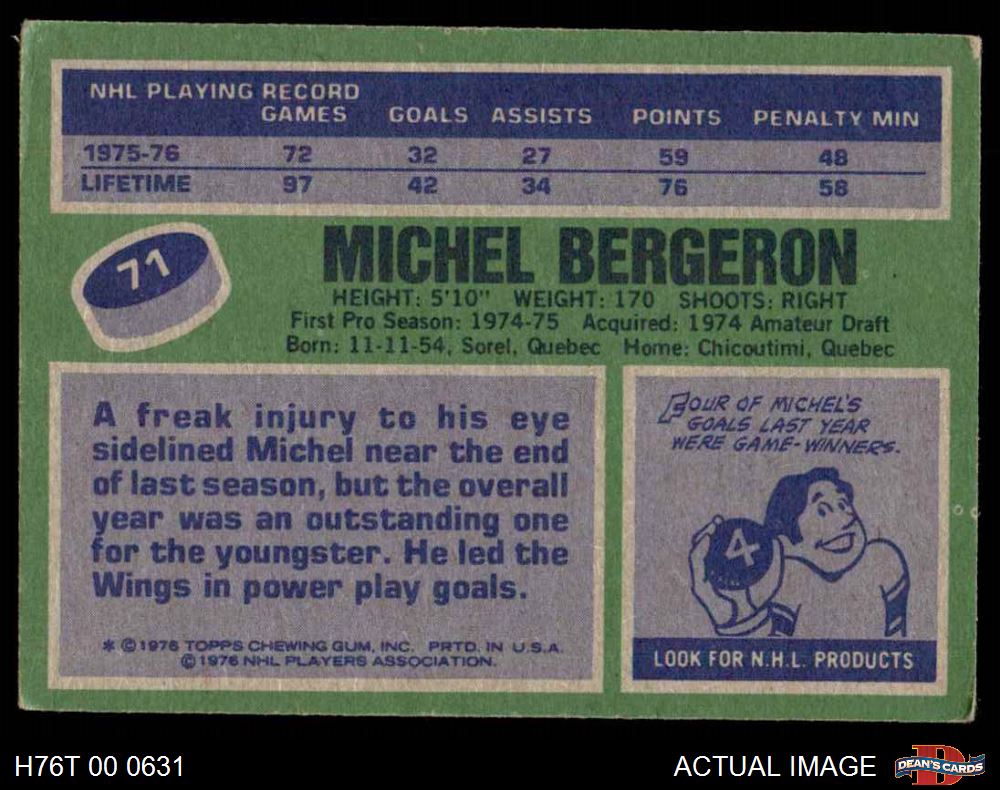 NHL PLAYING RECORD
GAMES GOALS ASSISTS POINTS PENALTY MIN
1975-76 72 32 27 59 48
LIFETIME 97 42 34 76 58
71
MICHEL BERGERON
HEIGHT: 5'10" WEIGHT: 170 SHOOTS: RIGHT
First Pro Season: 1974-75 Acquired: 1974 Amateur Draft
Born: 11-11-54, Sorel, Quebec Home: Chicoutimi, Quebec
A freak injury to his eye
sidelined Michel near the end
of last season, but the overall
year was an outstanding one
for the youngster. He led the
Wings in power play goals.
* © 1976 TOPPS CHEWING GUM, INC. PRTD. IN U.S.A.
© 1976 NHL PLAYERS ASSOCIATION.
FOUR OF MICHEL'S
GOALS LAST YEAR
WERE GAME-WINNERS.
4
LOOK FOR N.H.L. PRODUCTS
H76T 00 0631
ACTUAL IMAGE
DEAN'S CARDS